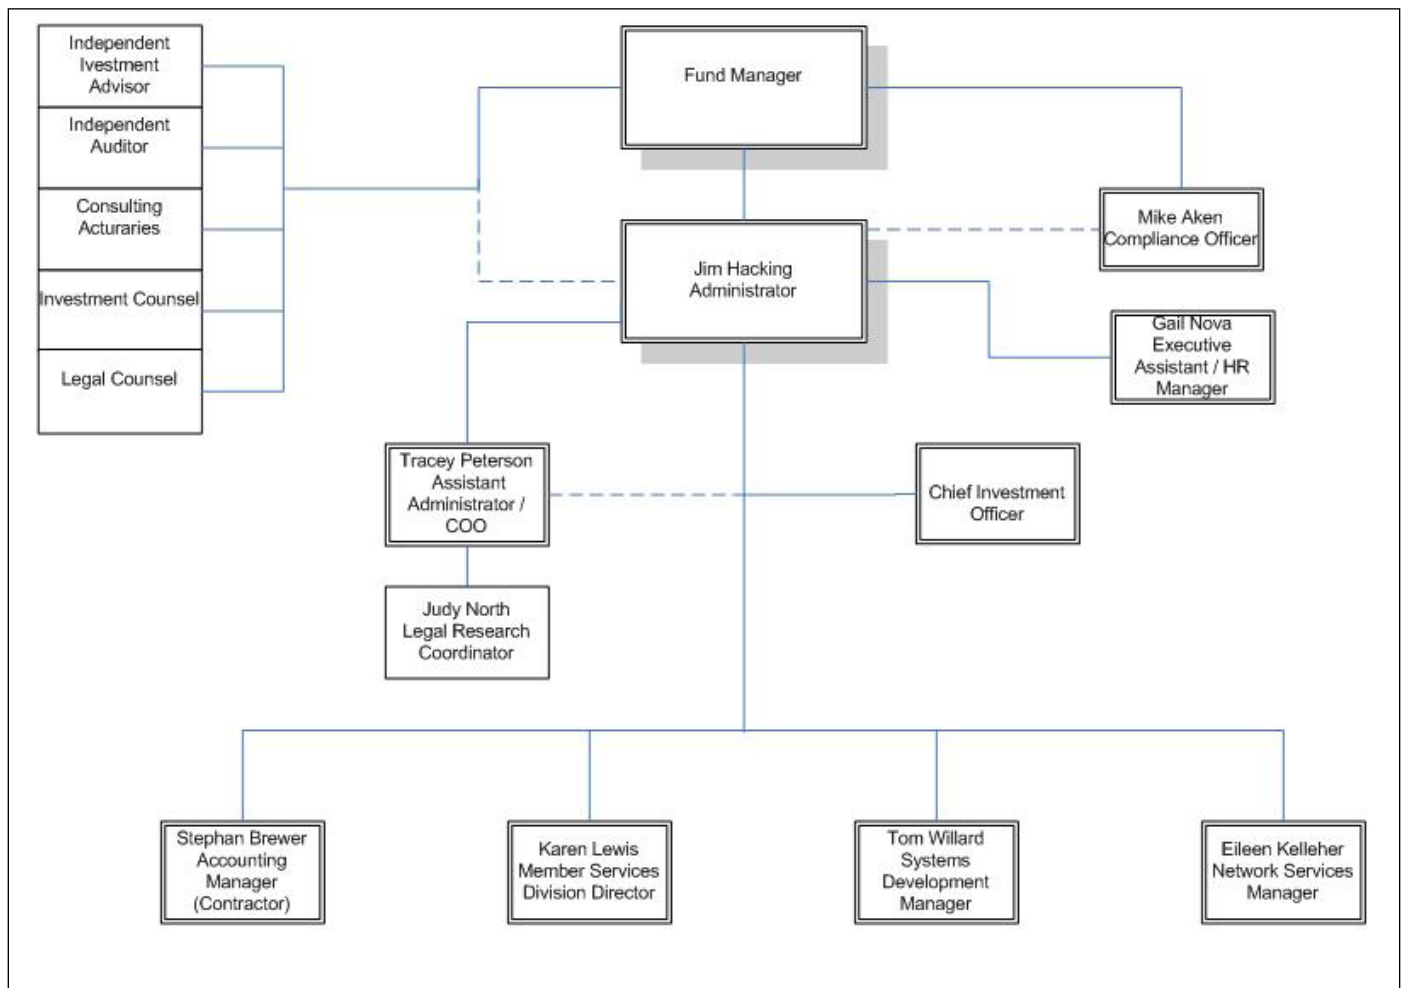 Independent
Ivestment
Advisor
Independent
Auditor
Consulting
Acturaries
Investment Counsel
Legal Counsel
Fund Manager
Jim Hacking
Administrator
Mike Aken
Compliance Officer
Gail Nova
Executive
Assistant / HR
Manager
Tracey Peterson
Assistant
Administrator /
COO
Chief Investment
Officer
Judy North
Legal Research
Coordinator
Stephan Brewer
Accounting
Manager
(Contractor)
Karen Lewis
Member Services
Division Director
Tom Willard
Systems
Development
Manager
Eileen Kelleher
Network Services
Manager